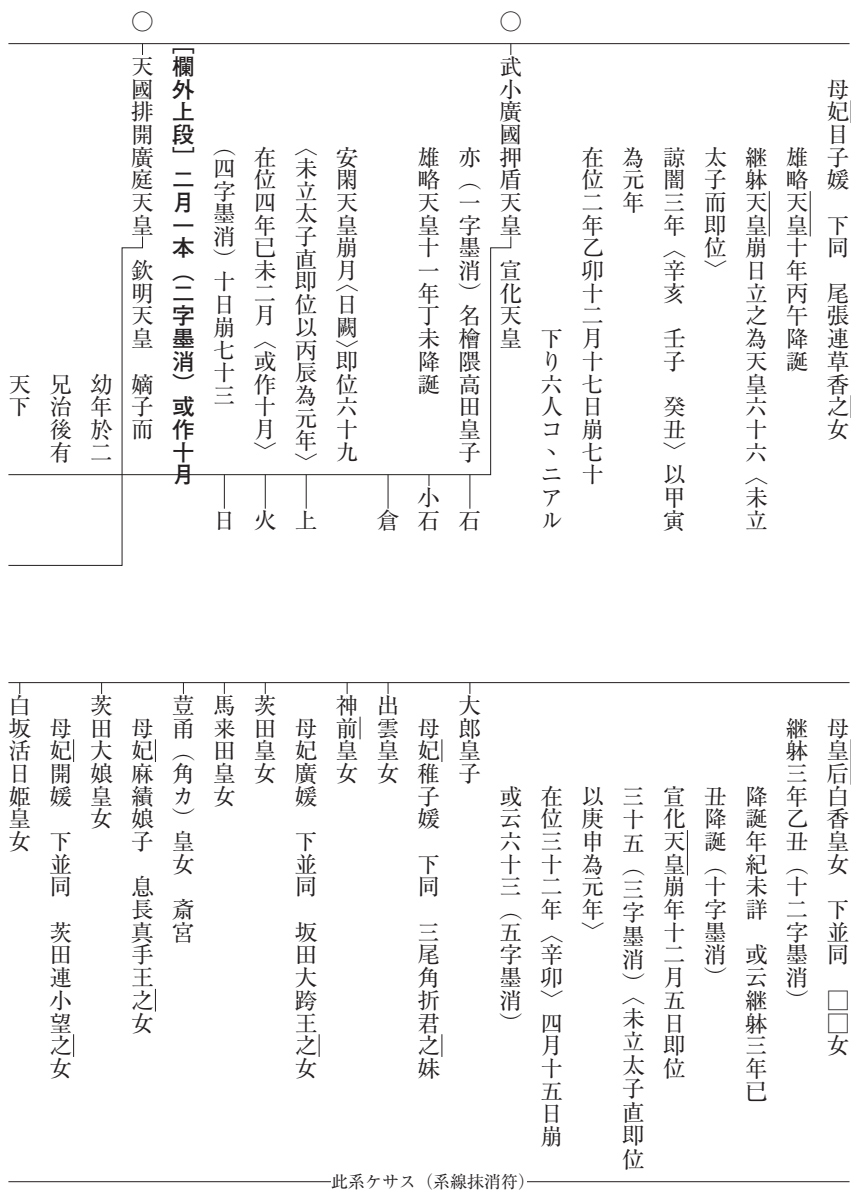 母妃目子媛　下同　尾張連草香之女
雄略天皇十年丙午降誕
継躰天皇崩日立之為天皇六十六〈未立
太子而即位〉
諒闇三年〈辛亥　壬子　癸丑〉以甲寅
為元年
在位二年乙卯十二月十七日崩七十
下り六人コヽニアル
○
武小廣國押盾天皇　宣化天皇
亦（一字墨消）名檜隈高田皇子
雄略天皇十一年丁未降誕
安閑天皇崩月〈日闕〉即位六十九
〈未立太子直即位以丙辰為元年〉
在位四年已未二月〈或作十月〉
（四字墨消）十日崩七十三
［欄外上段］二月一本（二字墨消）或作十月
○
天國排開廣庭天皇　欽明天皇　嫡子而
幼年於二
兄治後有
天下
石
小石
倉
上
火
日
母皇后白香皇女　下並同　□□女
継躰三年乙丑（十二字墨消）
降誕年紀未詳　或云継躰三年已
丑降誕（十字墨消）
宣化天皇崩年十二月五日即位
三十五（三字墨消）〈未立太子直即位
以庚申為元年〉
在位三十二年〈辛卯〉四月十五日崩
或云六十三（五字墨消）
大郎皇子
母妃稚子媛　下同　三尾角折君之妹
出雲皇女
神前皇女
母妃廣媛　下並同　坂田大跨王之女
茨田皇女
馬来田皇女
荳甬（角カ）皇女　斎宮
母妃麻績娘子　息長真手王之女
茨田大娘皇女
母妃開媛　下並同　茨田連小望之女
白坂活日姫皇女
此系ケサス（系線抹消符）